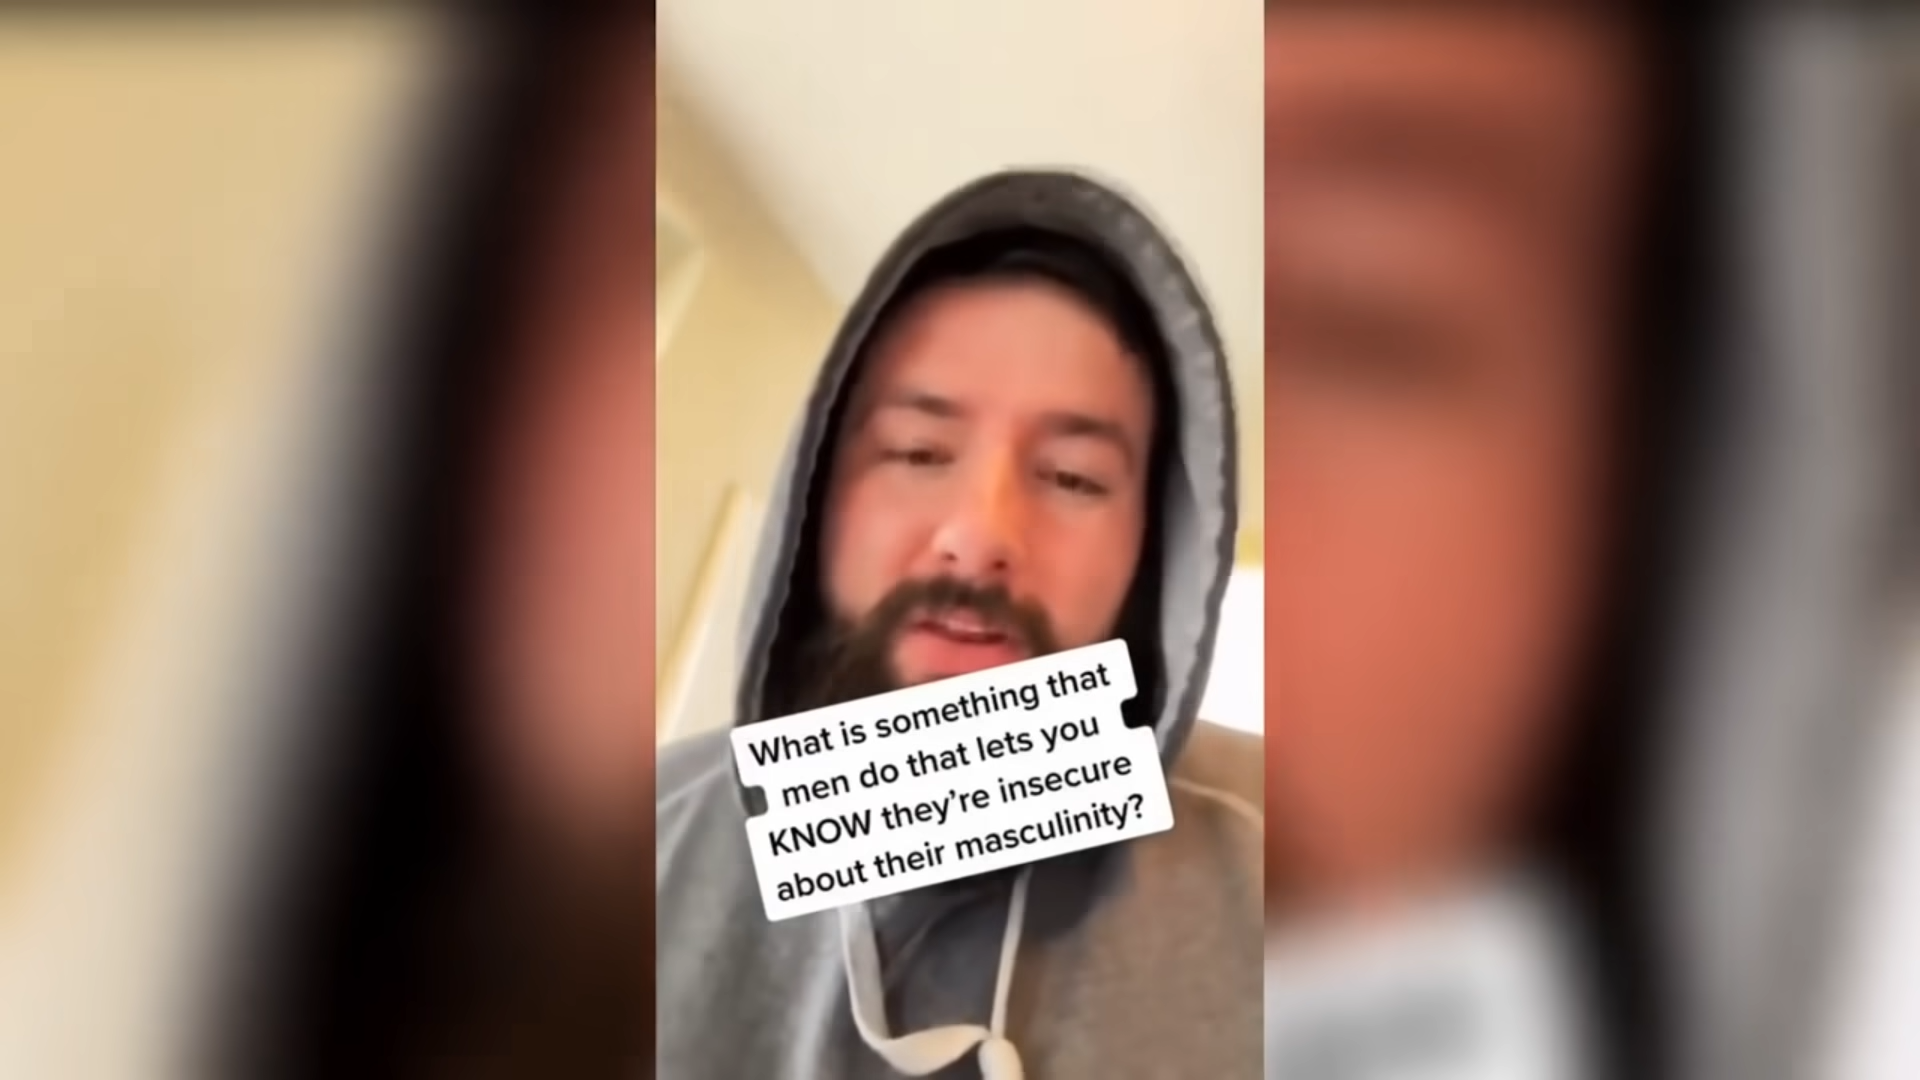 What is something that
men do that lets you
KNOW they're insecure
about their masculinity?